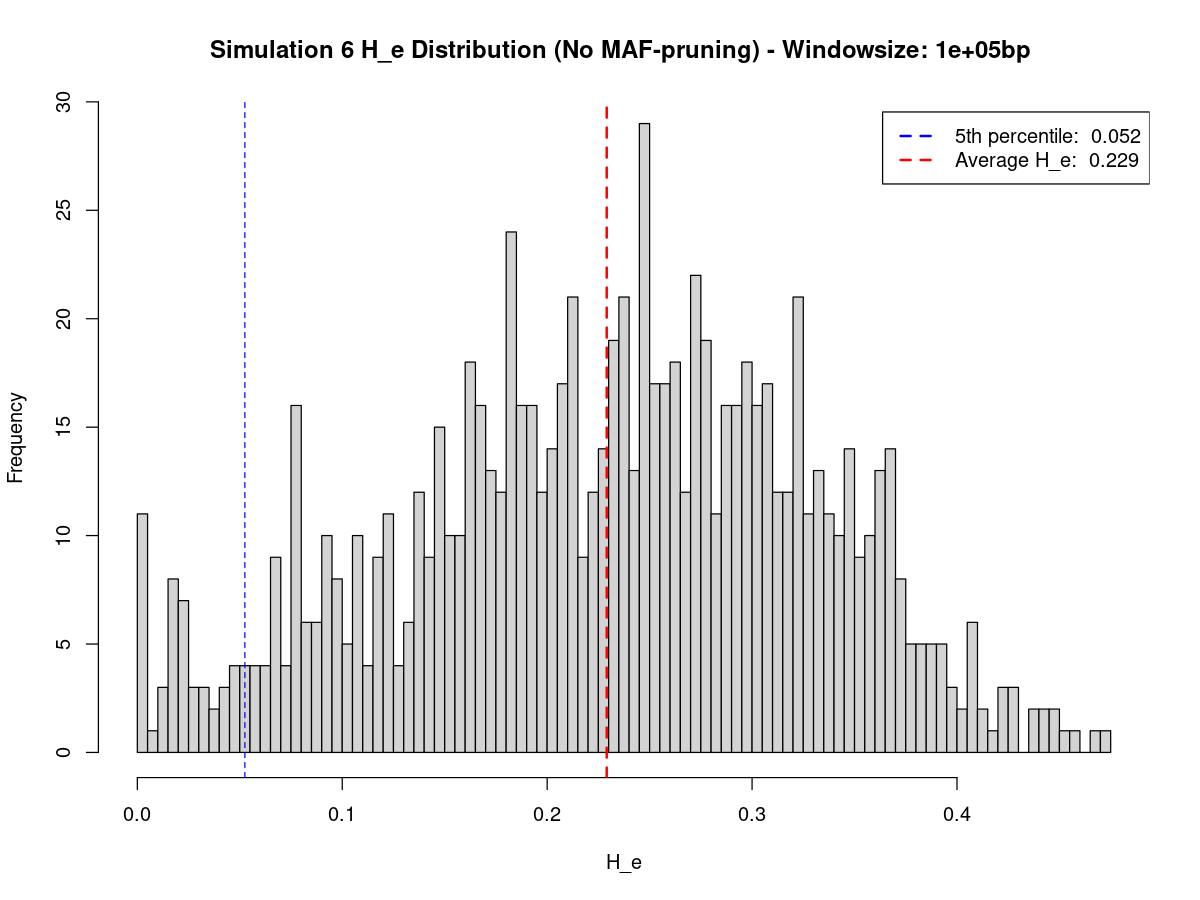 Simulation 6 H_e Distribution (No MAF-pruning) - Windowsize: 1e+05bp
5th percentile: 0.052
Average H_e: 0.229
Frequency
30
25
20
15
10
5
0
0.0 0.1 0.2 0.3 0.4
H_e